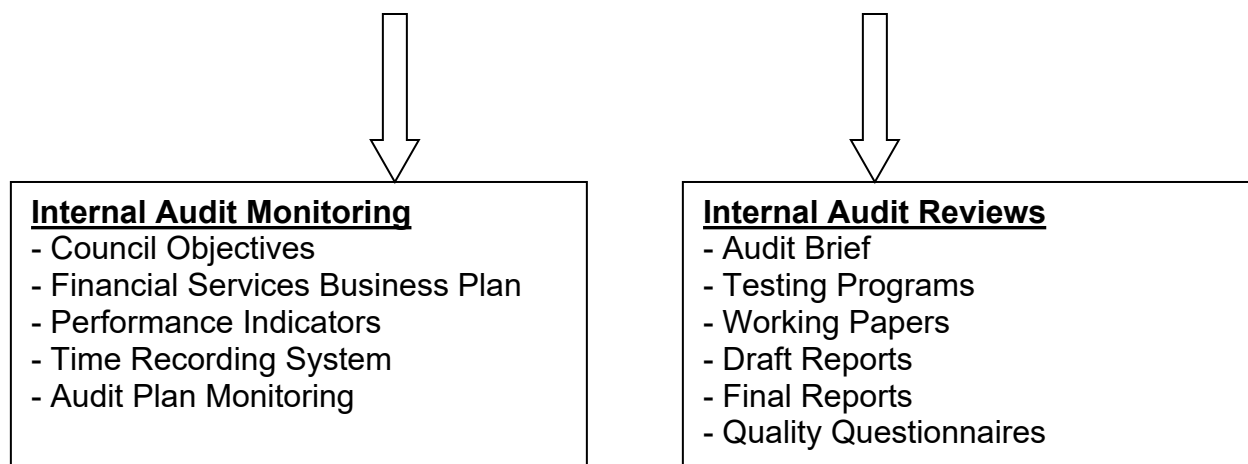 Internal Audit Monitoring
- Council Objectives
- Financial Services Business Plan
- Performance Indicators
- Time Recording System
- Audit Plan Monitoring
Internal Audit Reviews
- Audit Brief
- Testing Programs
- Working Papers
- Draft Reports
- Final Reports
- Quality Questionnaires